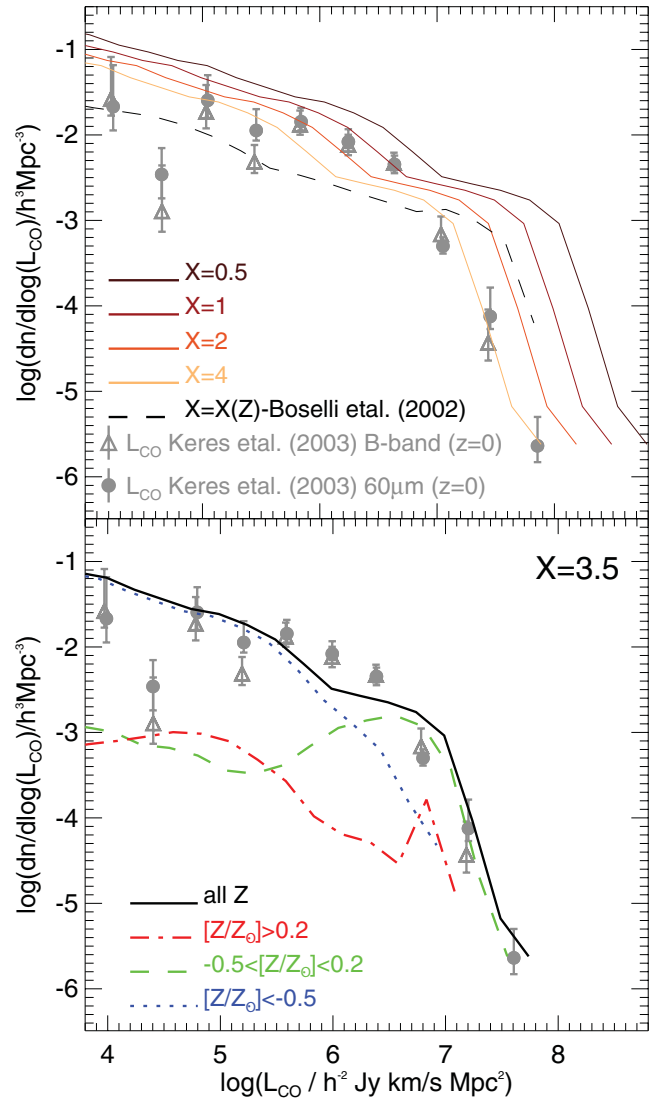 -1
-2
-3
-4
-5
-6
log(dn/dlog(L_CO)/h³Mpc⁻³)
X=0.5
X=1
X=2
X=4
X=X(Z)-Boselli etal. (2002)
L_CO Keres etal. (2003) B-band (z=0)
L_CO Keres etal. (2003) 60μm (z=0)
X=3.5
-1
-2
-3
-4
-5
-6
log(dn/dlog(L_CO)/h³Mpc⁻³)
all Z
[Z/Z_⊙]>0.2
-0.5<[Z/Z_⊙]<0.2
[Z/Z_⊙]<-0.5
4 5 6 7 8
log(L_CO / h⁻² Jy km/s Mpc²)